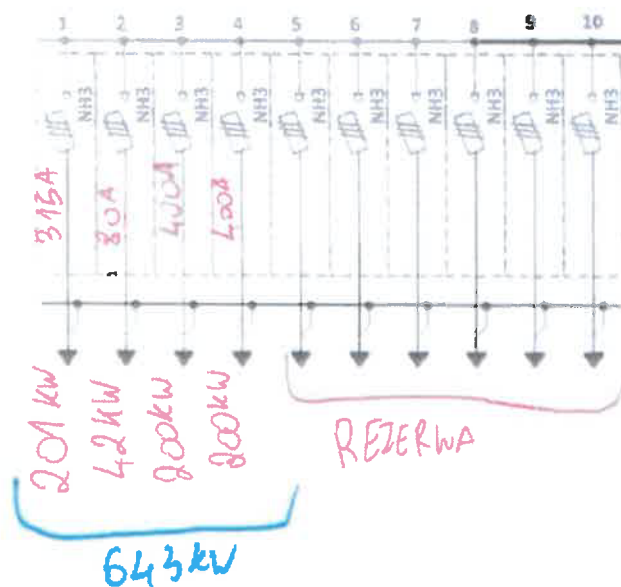 1 2 3 4 5 6 7 8 9 10
NH3 NH3 NH3 NH3 NH3 NH3 NH3 NH3 NH3 NH3
315A 80A 400A 400A
201kW 42kW 200kW 200kW
REZERWA
643kW